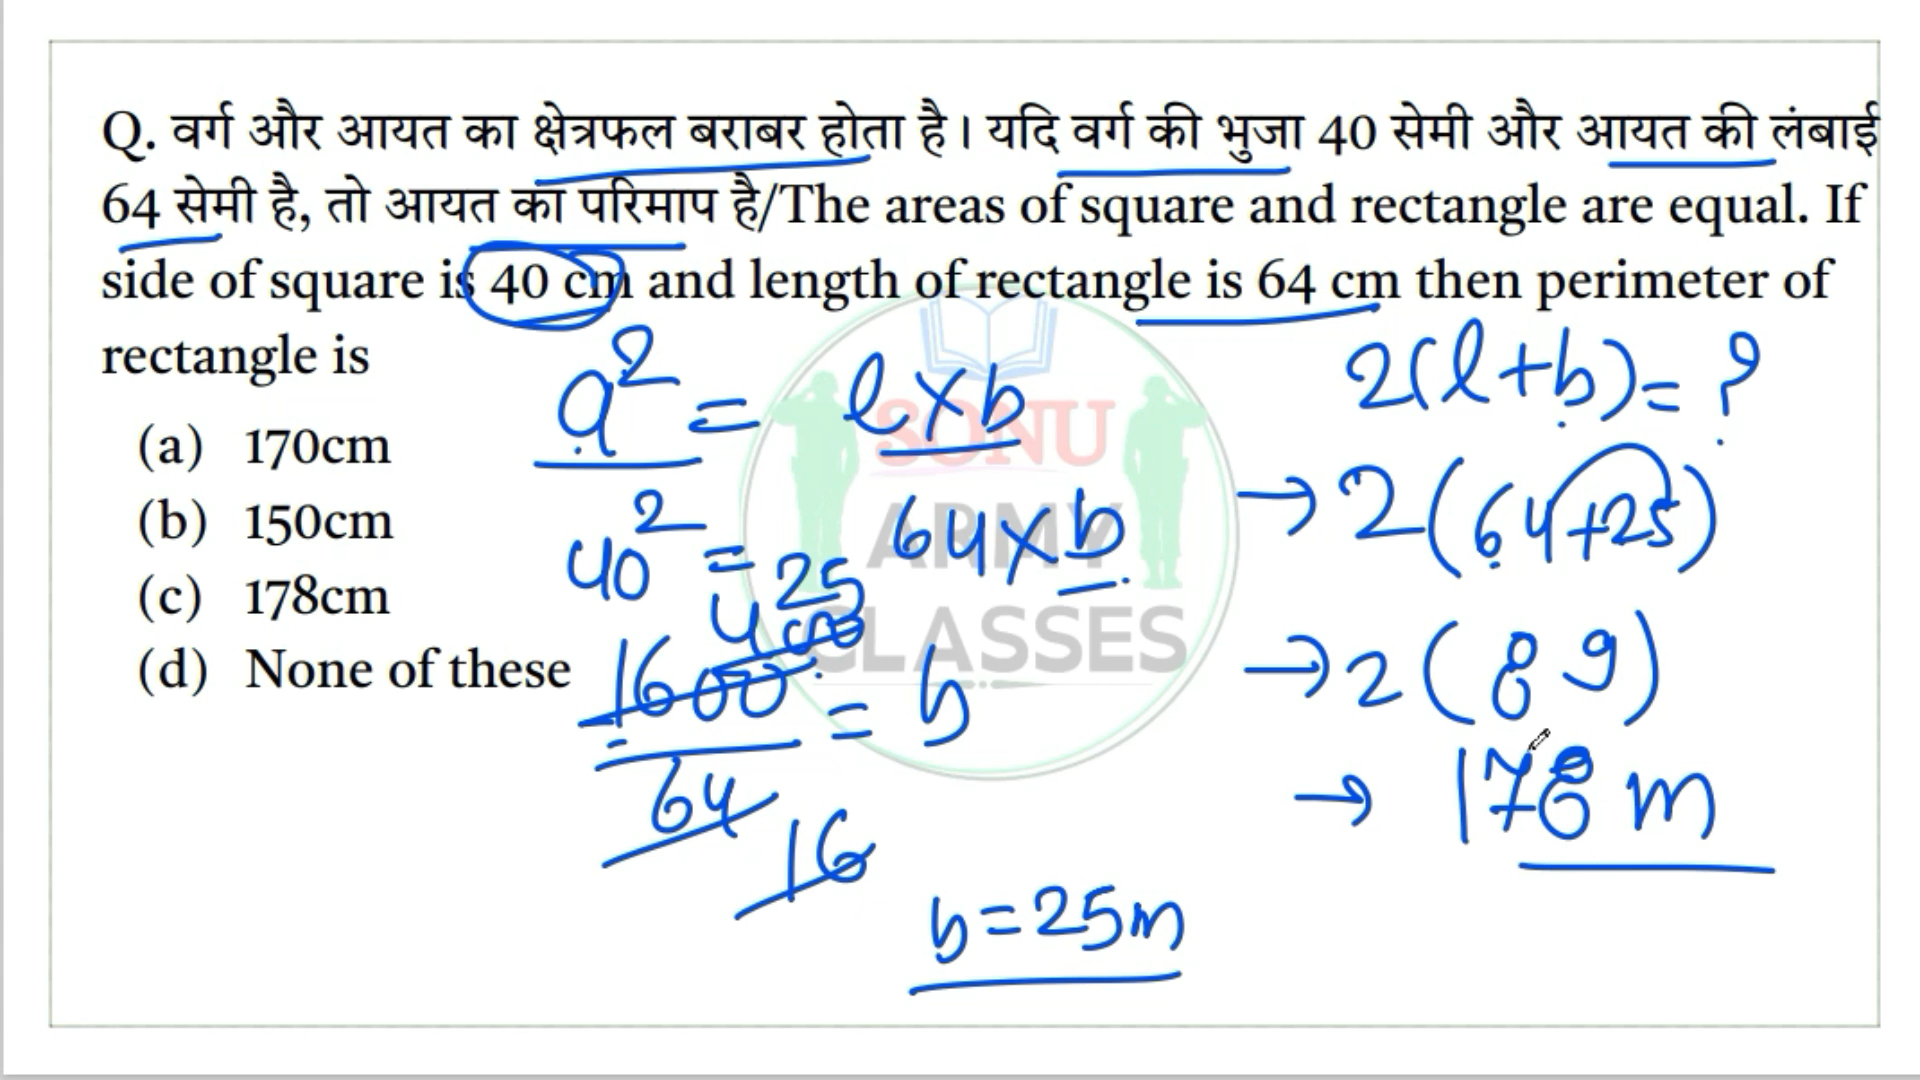 Q. वर्ग और आयत का क्षेत्रफल बराबर होता है। यदि वर्ग की भुजा 40 सेमी और आयत की लंबाई
64 सेमी है, तो आयत का परिमाप है/The areas of square and rectangle are equal. If
side of square is 40 cm and length of rectangle is 64 cm then perimeter of
rectangle is
(a) 170cm
(b) 150cm
(c) 178cm
(d) None of these
a² = l×b
40² = 64×b
25
400
1600/64 = b
16
b=25m
2(l+b)=?
→2(64+25)
→2(89)
→ 178 m
SONU
ARMY
CLASSES